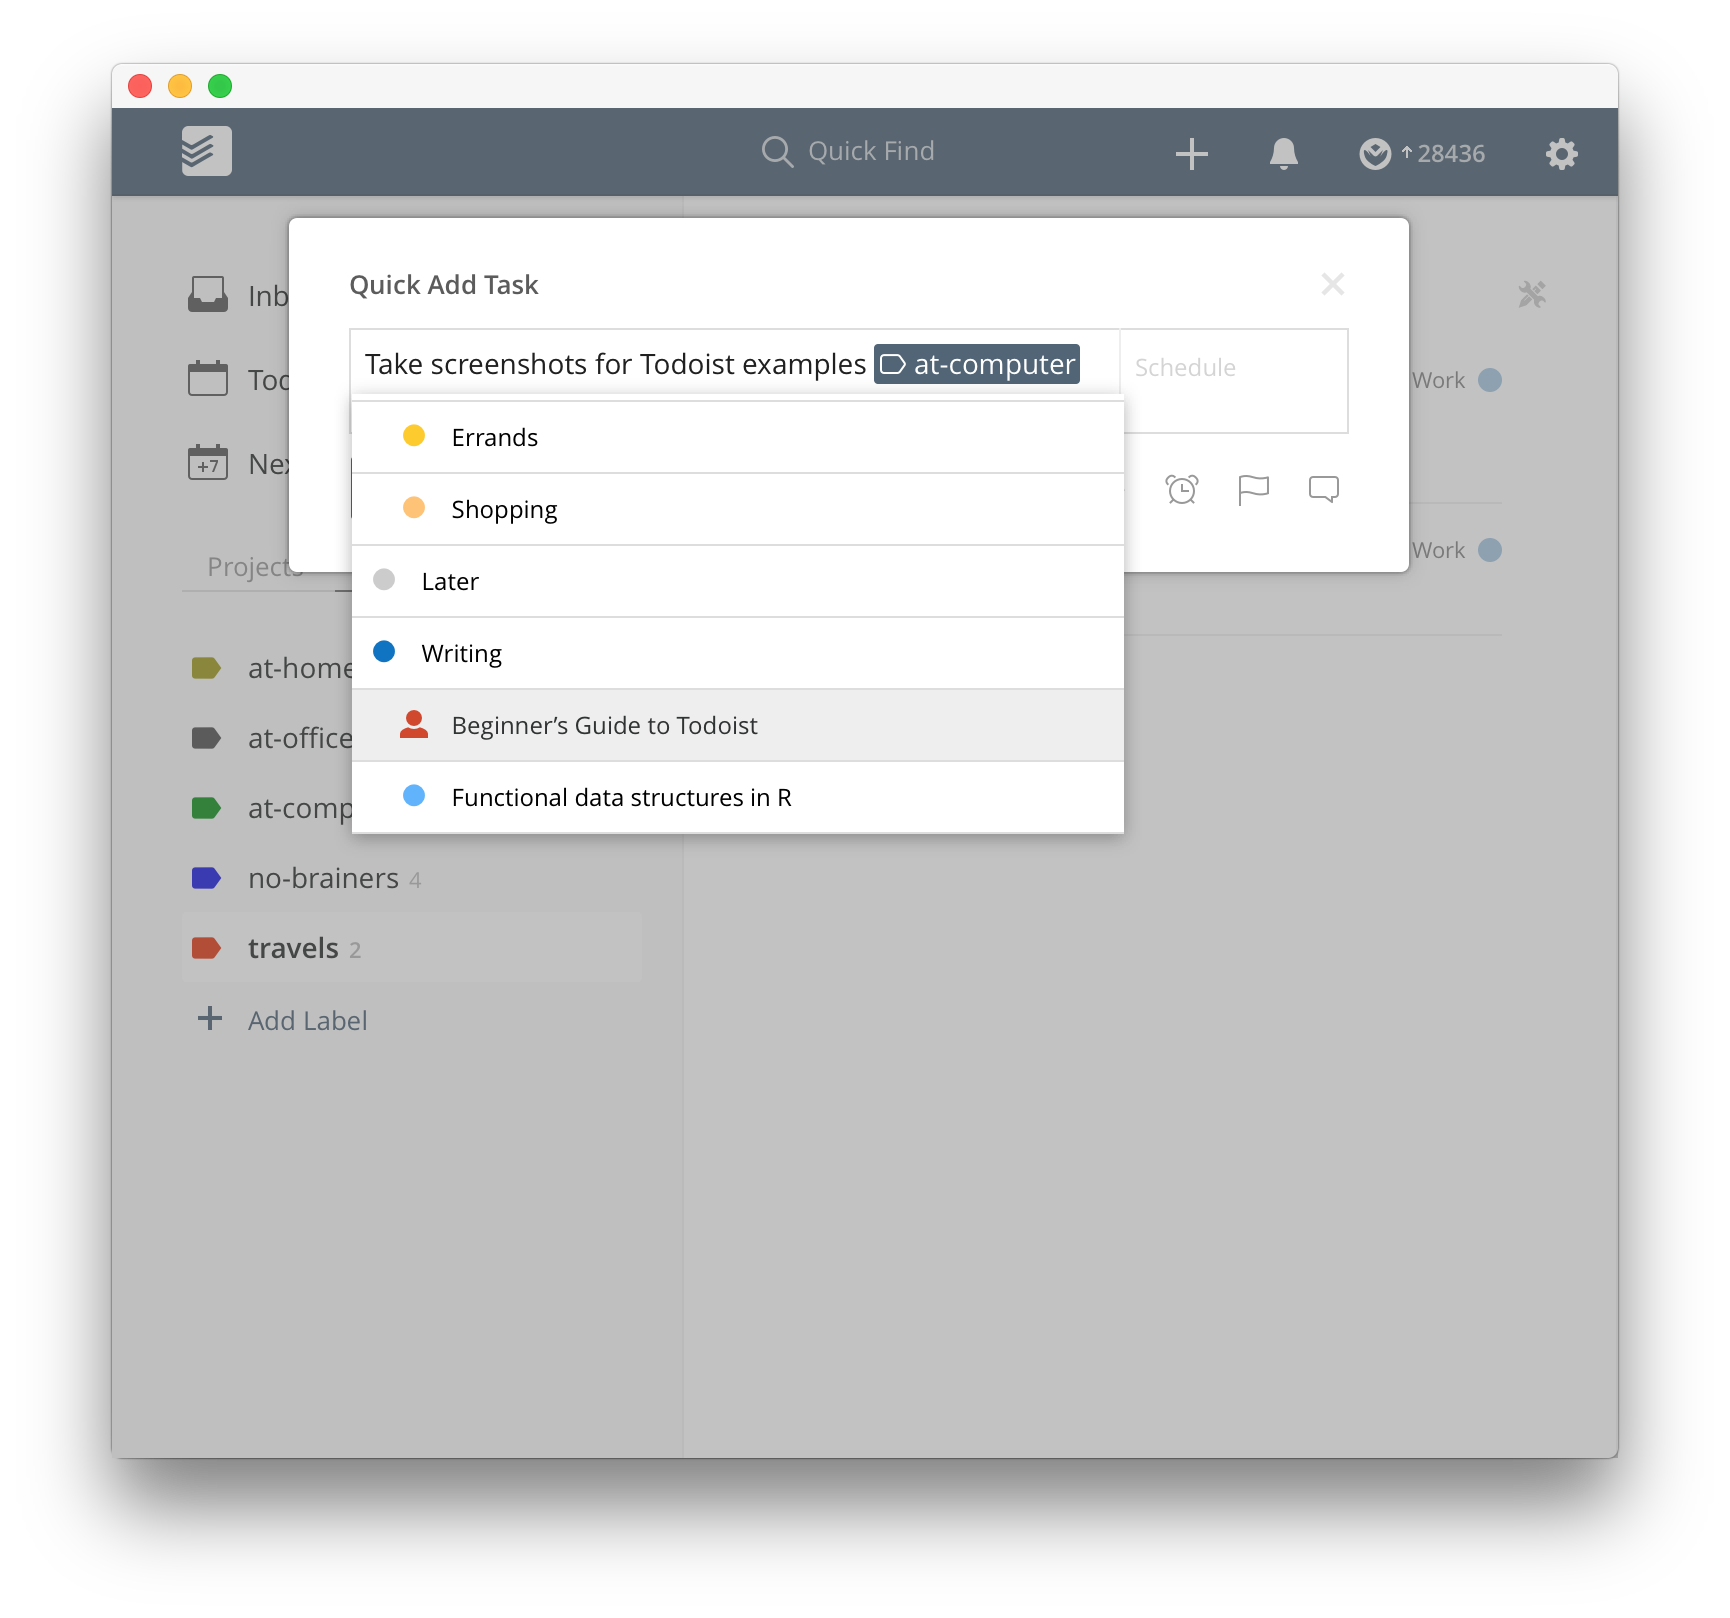 Quick Find
28436
Quick Add Task
Take screenshots for Todoist examples at-computer
Schedule
Errands
Shopping
Later
Writing
Beginner’s Guide to Todoist
Functional data structures in R
Inb
Tod
+7 Nex
Projects
at-home
at-office
at-comp
no-brainers 4
travels 2
Add Label
Work
Work